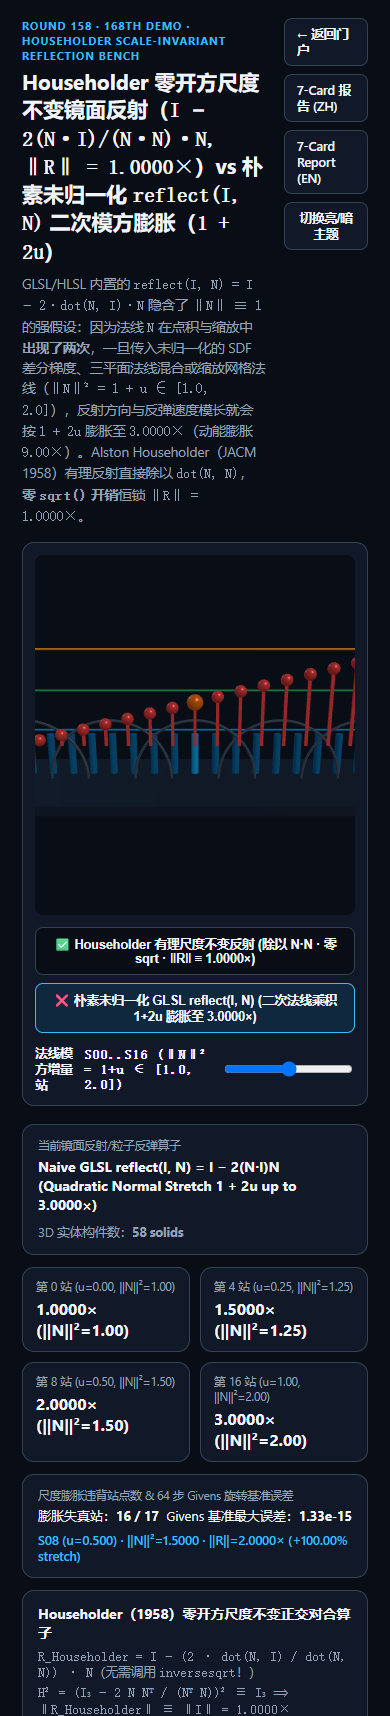 ROUND 158 · 168TH DEMO ·
HOUSEHOLDER SCALE-INVARIANT
REFLECTION BENCH
Householder 零开方尺度
不变镜面反射（I −
2(N·I)/(N·N)·N,
‖R‖ = 1.0000×）vs 朴
素未归一化 reflect(I,
N) 二次模方膨胀（1 +
2u）
← 返回门
户
7-Card 报
告 (ZH)
7-Card
Report
(EN)
切换亮/暗
主题
GLSL/HLSL 内置的 reflect(I, N) = I
− 2·dot(N, I)·N 隐含了 ‖N‖ ≡ 1
的强假设：因为法线 N 在点积与缩放中
出现了两次，一旦传入未归一化的 SDF
差分梯度、三平面法线混合或缩放网格法
线（‖N‖² = 1 + u ∈ [1.0,
2.0]），反射方向与反弹速度模长就会
按 1 + 2u 膨胀至 3.0000×（动能膨胀
9.00×）。Alston Householder（JACM
1958）有理反射直接除以 dot(N, N)，
零 sqrt() 开销恒锁 ‖R‖ =
1.0000×。
✅ Householder 有理尺度不变反射 (除以 N·N · 零
sqrt · ‖R‖ ≡ 1.0000×)
❌ 朴素未归一化 GLSL reflect(I, N) (二次法线乘积
1+2u 膨胀至 3.0000×)
法线模
方增量
站
S00..S16 (‖N‖²
= 1+u ∈ [1.0,
2.0])
当前镜面反射/粒子反弹算子
Naive GLSL reflect(I, N) = I − 2(N·I)N
(Quadratic Normal Stretch 1 + 2u up to
3.0000×)
3D 实体构件数：58 solids
第 0 站 (u=0.00, ||N||²=1.00)
1.0000×
(||N||²=1.00)
第 4 站 (u=0.25, ||N||²=1.25)
1.5000×
(||N||²=1.25)
第 8 站 (u=0.50, ||N||²=1.50)
2.0000×
(||N||²=1.50)
第 16 站 (u=1.00,
||N||²=2.00)
3.0000×
(||N||²=2.00)
尺度膨胀违背站点数 & 64 步 Givens 旋转基准误差
膨胀失真站：16 / 17 Givens 基准最大误差：1.33e-15
S08 (u=0.500) · ||N||²=1.5000 · ||R||=2.0000× (+100.00%
stretch)
Householder（1958）零开方尺度不变正交对合算
子
R_Householder = I − (2 · dot(N, I) / dot(N,
N)) · N（无需调用 inversesqrt！）
H² = (I₃ − 2 N Nᵀ / (Nᵀ N))² ≡ I₃ ⟹
‖R_Householder‖ ≡ ‖I‖ = 1.0000×